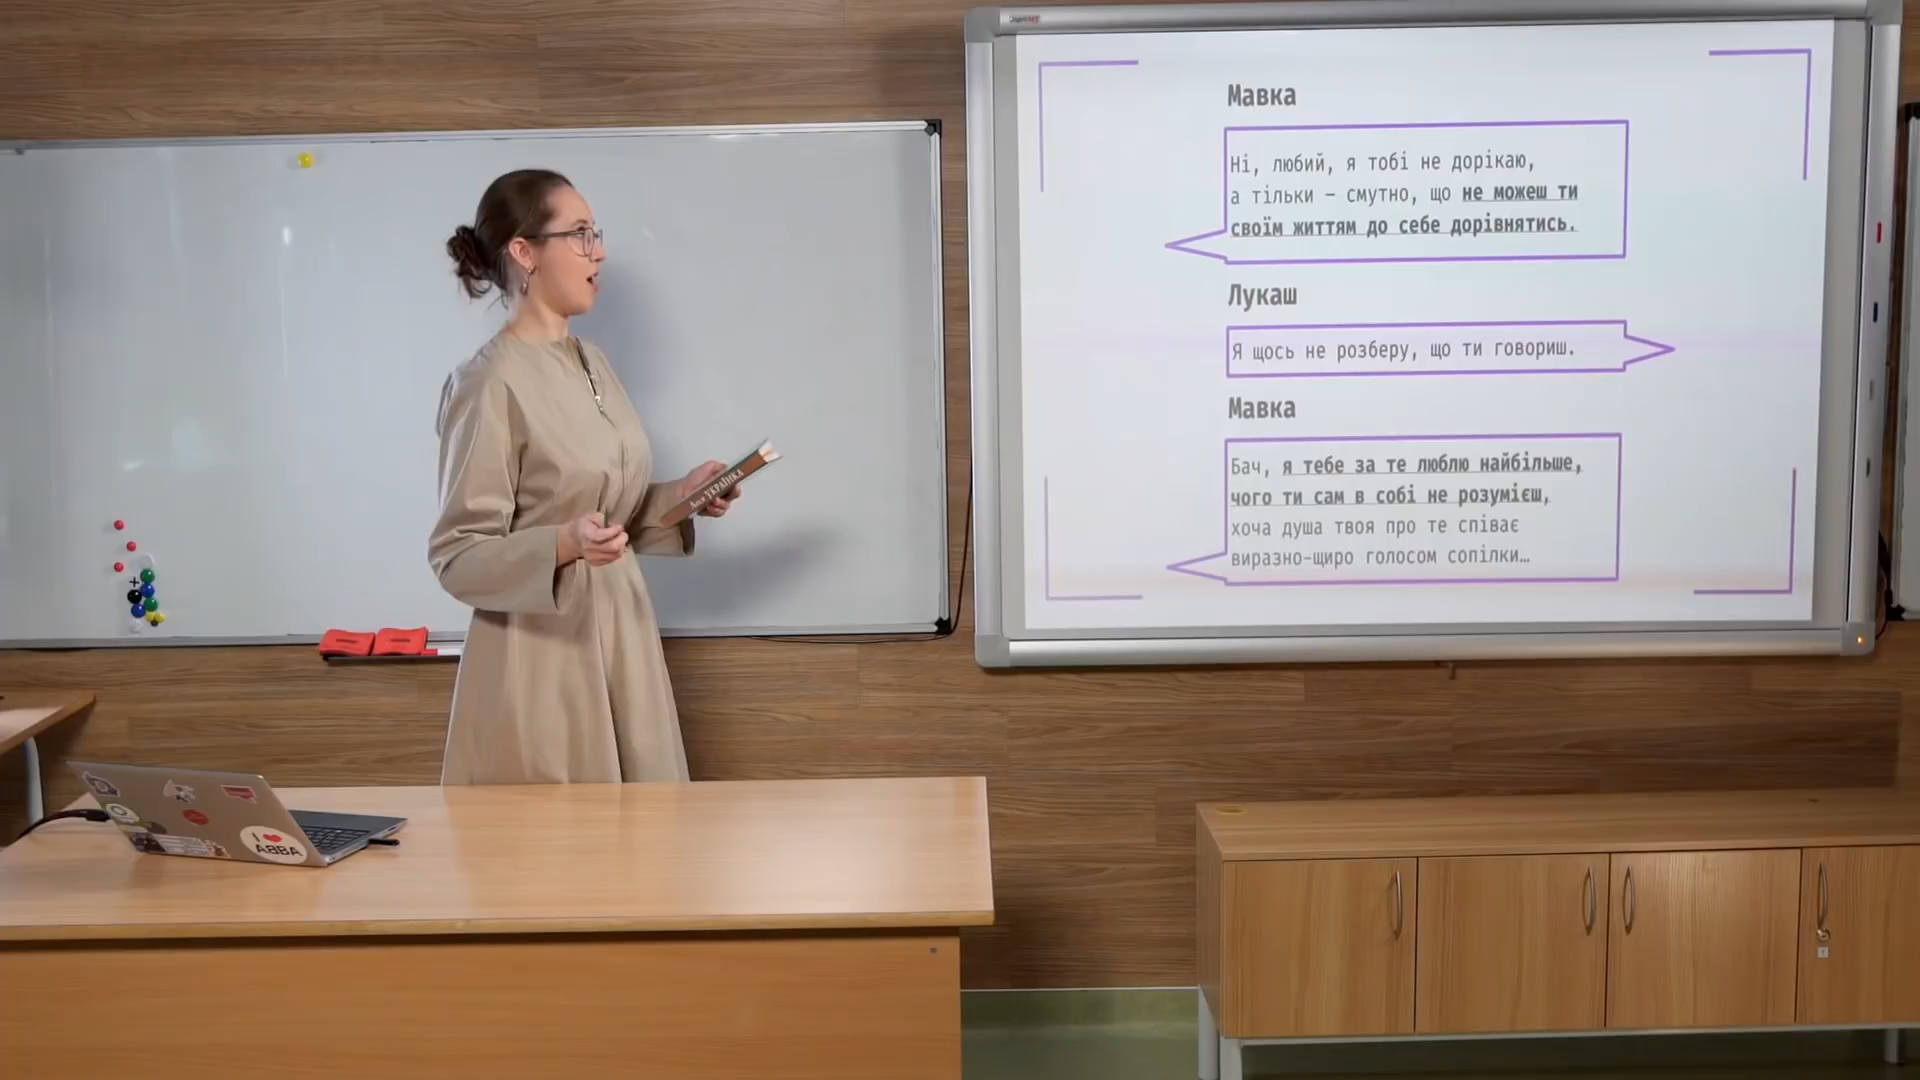 Мавка
Ні, любий, я тобі не дорікаю,
а тільки – смутно, що не можеш ти
своїм життям до себе дорівнятись.
Лукаш
Я щось не розберу, що ти говориш.
Мавка
Бач, я тебе за те люблю найбільше,
чого ти сам в собі не розумієш,
хоча душа твоя про те співає
виразно-щиро голосом сопілки…
Леся УКРАЇНКА
I
ABBA